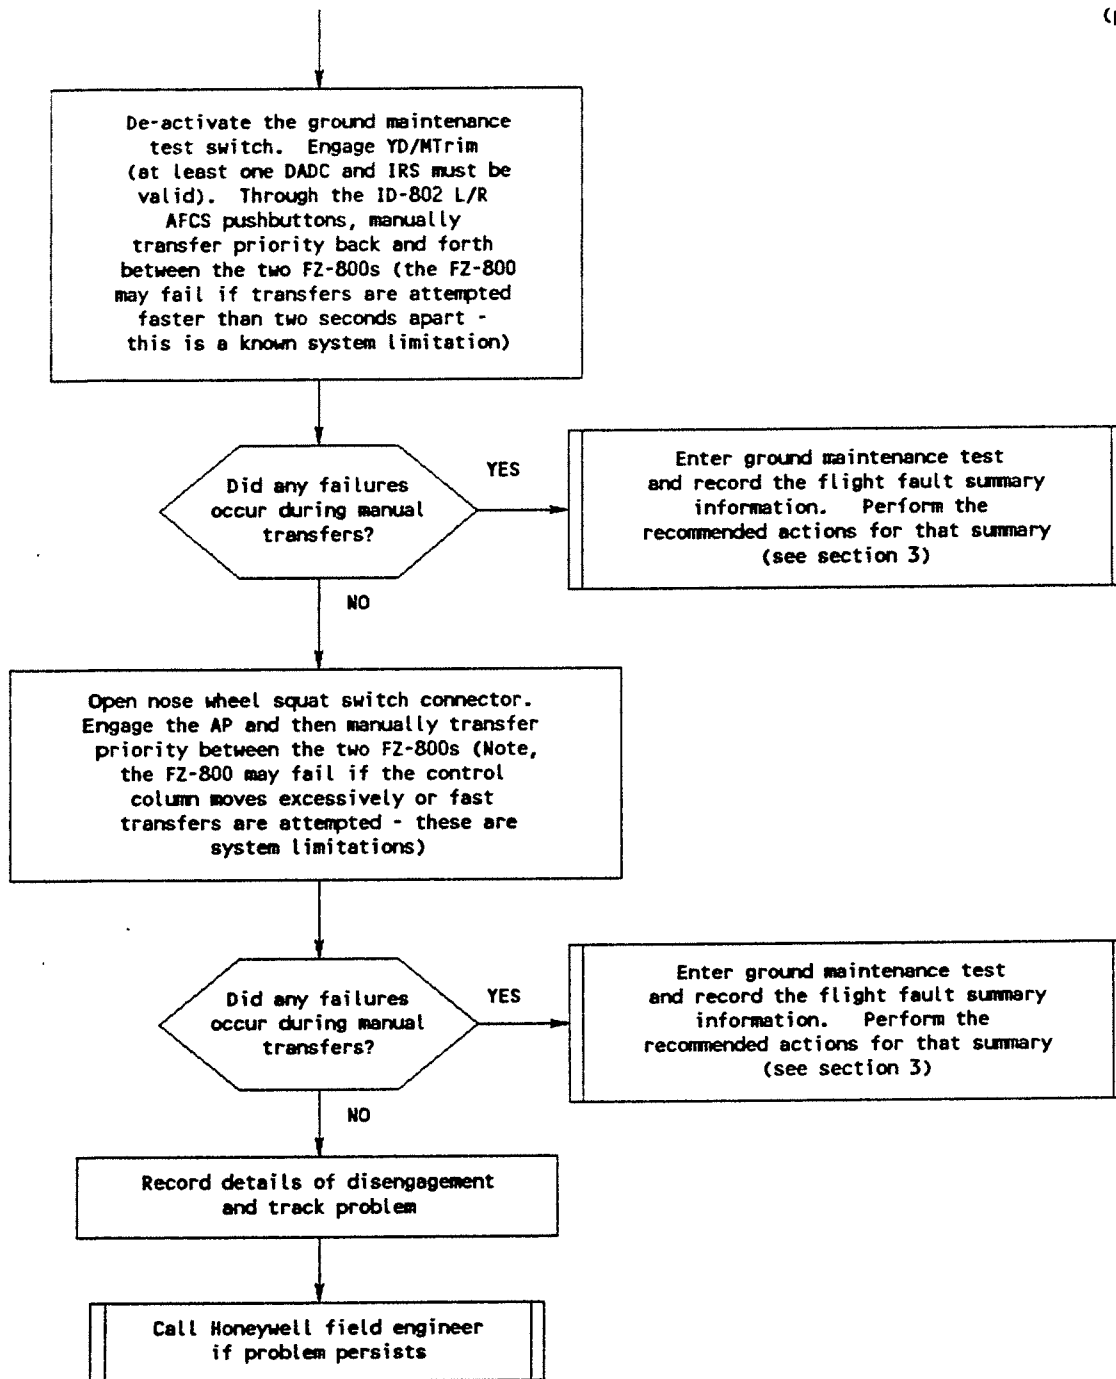 De-activate the ground maintenance
test switch. Engage YD/MTrim
(at least one DADC and IRS must be
valid). Through the ID-802 L/R
AFCS pushbuttons, manually
transfer priority back and forth
between the two FZ-800s (the FZ-800
may fail if transfers are attempted
faster than two seconds apart -
this is a known system limitation)
Did any failures
occur during manual
transfers?
YES
Enter ground maintenance test
and record the flight fault summary
information. Perform the
recommended actions for that summary
(see section 3)
NO
Open nose wheel squat switch connector.
Engage the AP and then manually transfer
priority between the two FZ-800s (Note,
the FZ-800 may fail if the control
column moves excessively or fast
transfers are attempted - these are
system limitations)
Did any failures
occur during manual
transfers?
YES
Enter ground maintenance test
and record the flight fault summary
information. Perform the
recommended actions for that summary
(see section 3)
NO
Record details of disengagement
and track problem
Call Honeywell field engineer
if problem persists